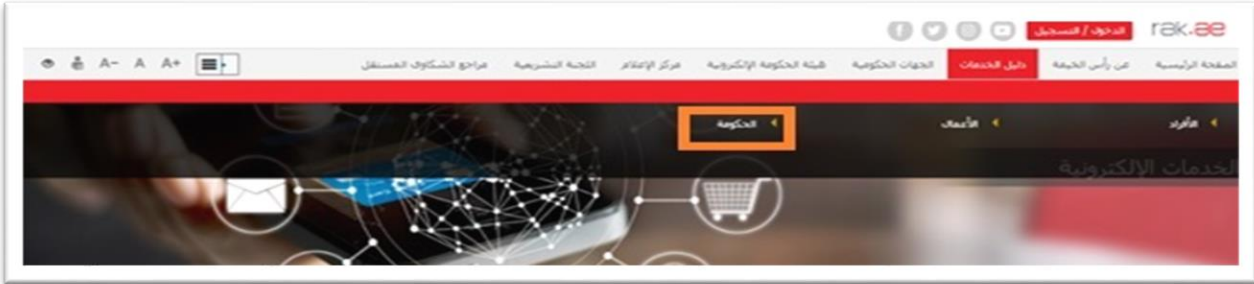 rak.ae الدخول / التسجيل
الصفحة الرئيسية عن رأس الخيمة دليل الخدمات الجهات الحكومية هيئة الحكومة الإلكترونية مركز الإعلام اللجنة التشريعية مراجع الشكاوى المستقل A+ A A-
الأفراد الأعمال الحكومة
الخدمات الإلكترونية